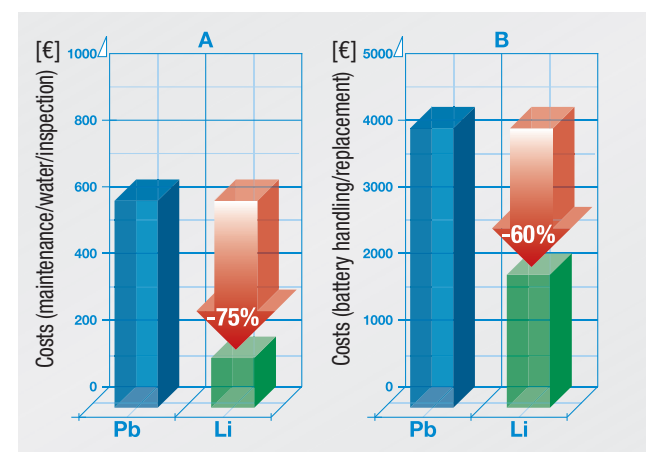 A
[€]
Costs (maintenance/water/inspection)
1000
800
600
400
200
0
-75%
Pb
Li
B
[€]
Costs (battery handling/replacement)
5000
4000
3000
2000
1000
0
-60%
Pb
Li